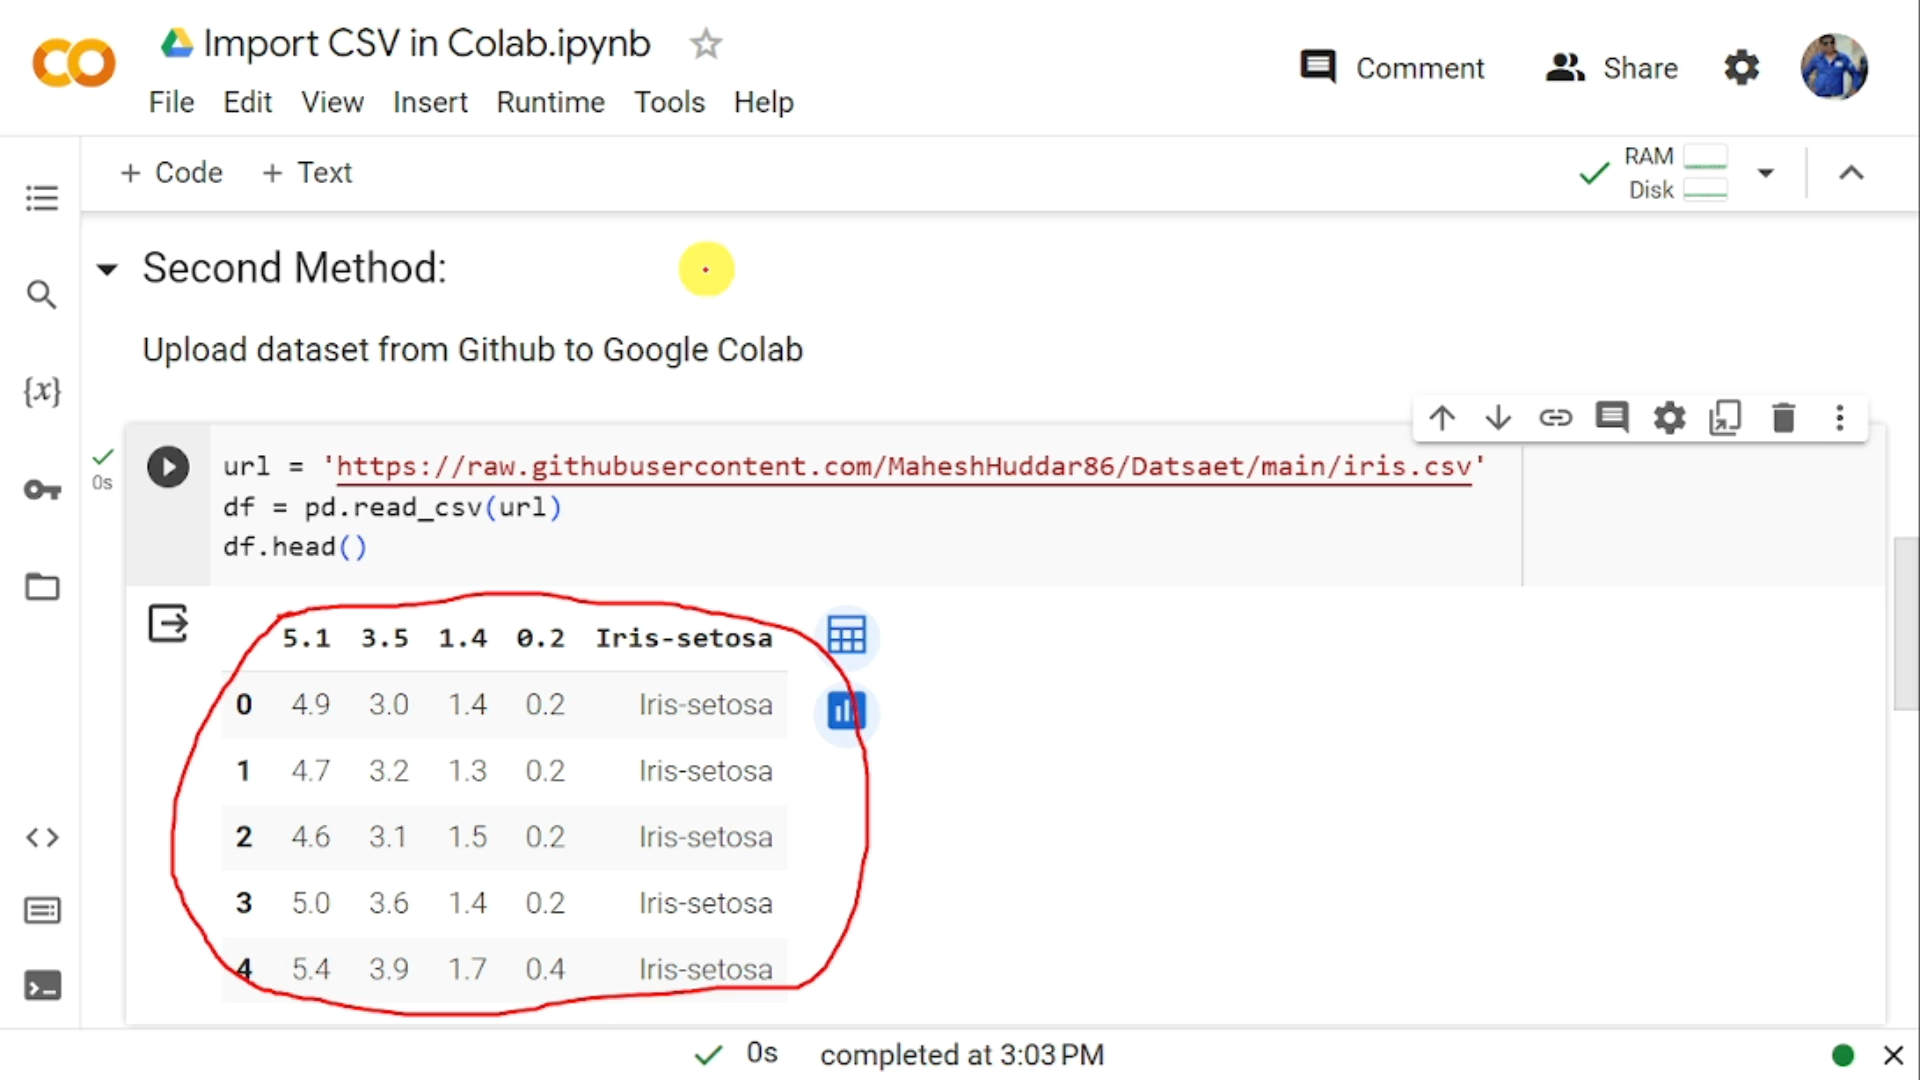 Import CSV in Colab.ipynb
Comment
Share
File Edit View Insert Runtime Tools Help
+ Code + Text
RAM
Disk
Second Method:
Upload dataset from Github to Google Colab
{x}
0s
url = 'https://raw.githubusercontent.com/MaheshHuddar86/Datsaet/main/iris.csv'
df = pd.read_csv(url)
df.head()
5.1 3.5 1.4 0.2 Iris-setosa
0 4.9 3.0 1.4 0.2 Iris-setosa
1 4.7 3.2 1.3 0.2 Iris-setosa
2 4.6 3.1 1.5 0.2 Iris-setosa
3 5.0 3.6 1.4 0.2 Iris-setosa
4 5.4 3.9 1.7 0.4 Iris-setosa
0s completed at 3:03 PM